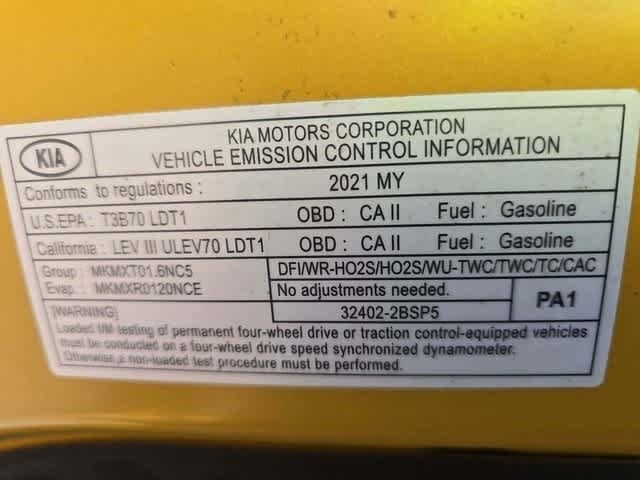 KIA
KIA MOTORS CORPORATION
VEHICLE EMISSION CONTROL INFORMATION
Conforms to regulations : 2021 MY
U.S.EPA : T3B70 LDT1 OBD : CA II Fuel : Gasoline
California : LEV III ULEV70 LDT1 OBD : CA II Fuel : Gasoline
Group : MKMXT01.6NC5 DFI/WR-HO2S/HO2S/WU-TWC/TWC/TC/CAC
Evap. : MKMXR0120NCE No adjustments needed.
PA1
[WARNING] 32402-2BSP5
Loaded I/M testing of permanent four-wheel drive or traction control-equipped vehicles
must be conducted on a four-wheel drive speed synchronized dynamometer.
Otherwise a non-loaded test procedure must be performed.